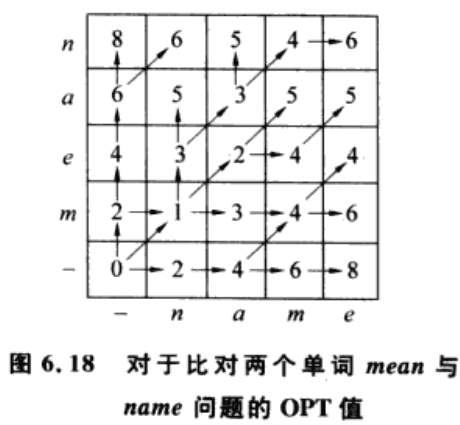 n 8 6 5 4 6
a 6 5 3 5 5
e 4 3 2 4 4
m 2 1 3 4 6
– 0 2 4 6 8
– n a m e
图 6.18 对于比对两个单词 mean 与
name 问题的 OPT 值